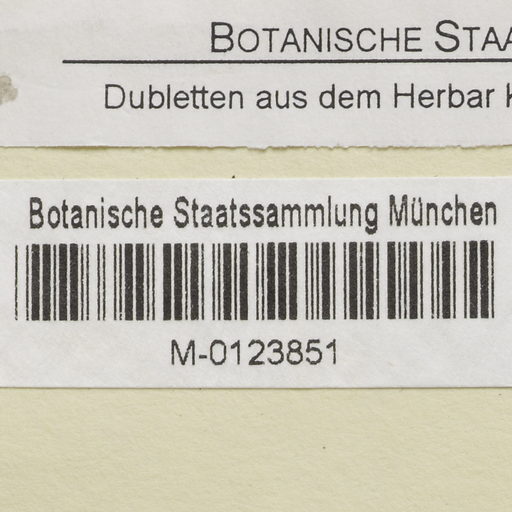 BOTANISCHE STAA
Dubletten aus dem Herbar
Botanische Staatssammlung München
M-0123851